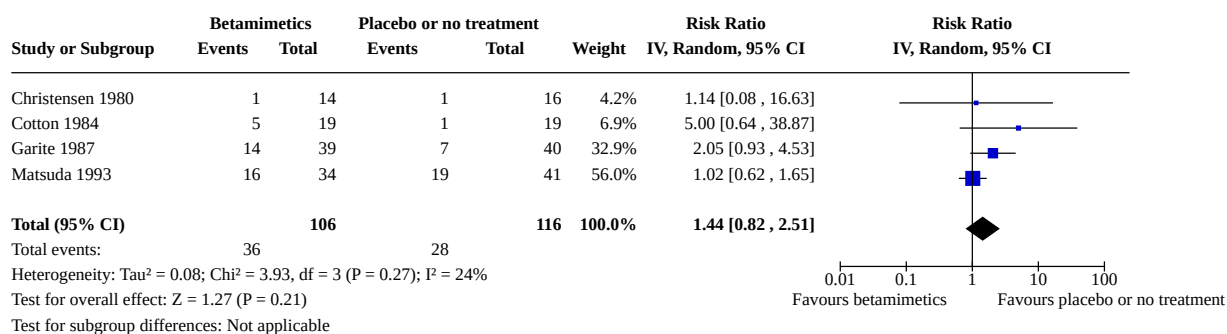 Betamimetics Placebo or no treatment Risk Ratio Risk Ratio
Study or Subgroup Events Total Events Total Weight IV, Random, 95% CI IV, Random, 95% CI
Christensen 1980 1 14 1 16 4.2% 1.14 [0.08 , 16.63]
Cotton 1984 5 19 1 19 6.9% 5.00 [0.64 , 38.87]
Garite 1987 14 39 7 40 32.9% 2.05 [0.93 , 4.53]
Matsuda 1993 16 34 19 41 56.0% 1.02 [0.62 , 1.65]
Total (95% CI) 106 116 100.0% 1.44 [0.82 , 2.51]
Total events: 36 28
Heterogeneity: Tau² = 0.08; Chi² = 3.93, df = 3 (P = 0.27); I² = 24%
0.01 0.1 1 10 100
Test for overall effect: Z = 1.27 (P = 0.21) Favours betamimetics Favours placebo or no treatment
Test for subgroup differences: Not applicable